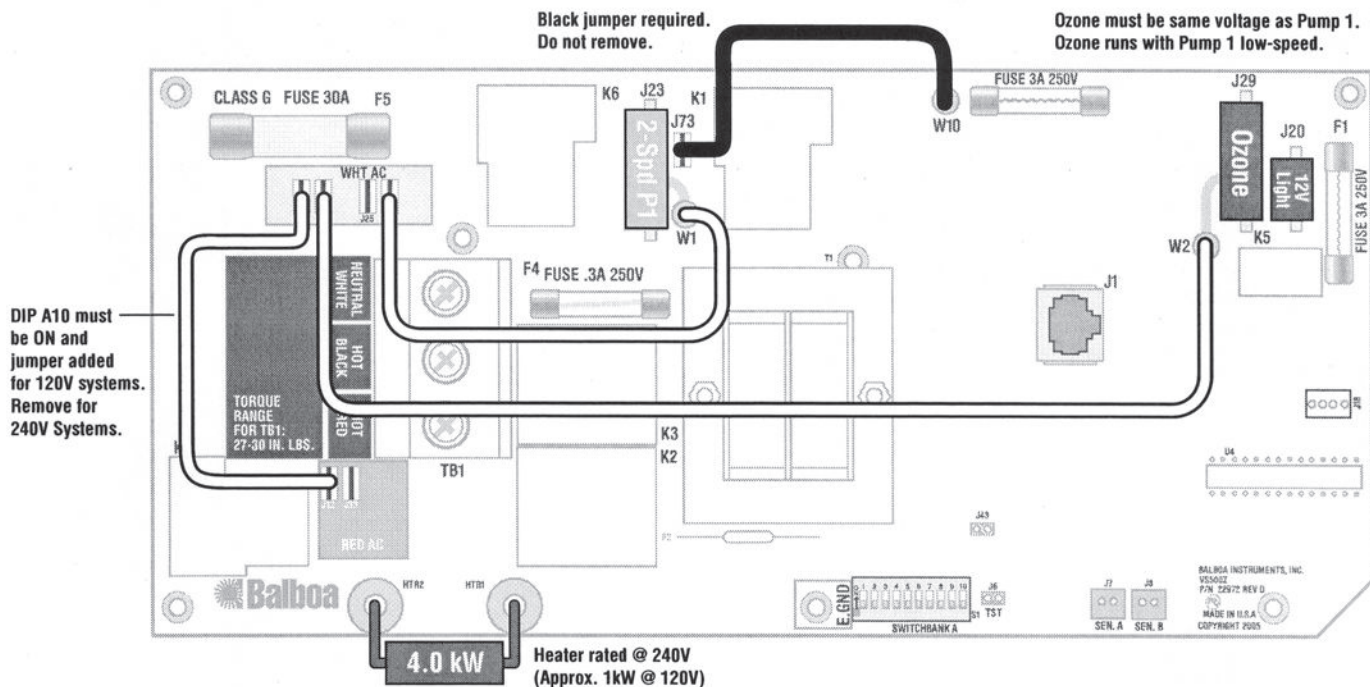 Black jumper required.
Do not remove.
Ozone must be same voltage as Pump 1.
Ozone runs with Pump 1 low-speed.
CLASS G FUSE 30A F5
K6
J23
K1
J73
2-Spd P1
W1
W10
FUSE 3A 250V
J29
Ozone
J20
12V Light
F1
FUSE 3A 250V
K5
W2
WHT AC
J25
NEUTRAL WHITE
HOT BLACK
TORQUE
RANGE
FOR TB1:
27-30 IN. LBS.
TB1
F4 FUSE .3A 250V
T1
J1
DIP A10 must
be ON and
jumper added
for 120V systems.
Remove for
240V Systems.
K3
K2
J18
U4
J43
RED AC
Balboa
HTR2
HTR1
4.0 kW
Heater rated @ 240V
(Approx. 1kW @ 120V)
E.GND
1 2 3 4 5 6 7 8 9 10
S1
SWITCHBANK A
J6
TST
J7
SEN. A
J8
SEN. B
BALBOA INSTRUMENTS, INC.
P/N 22972 REV D
MADE IN U.S.A
COPYRIGHT 2005